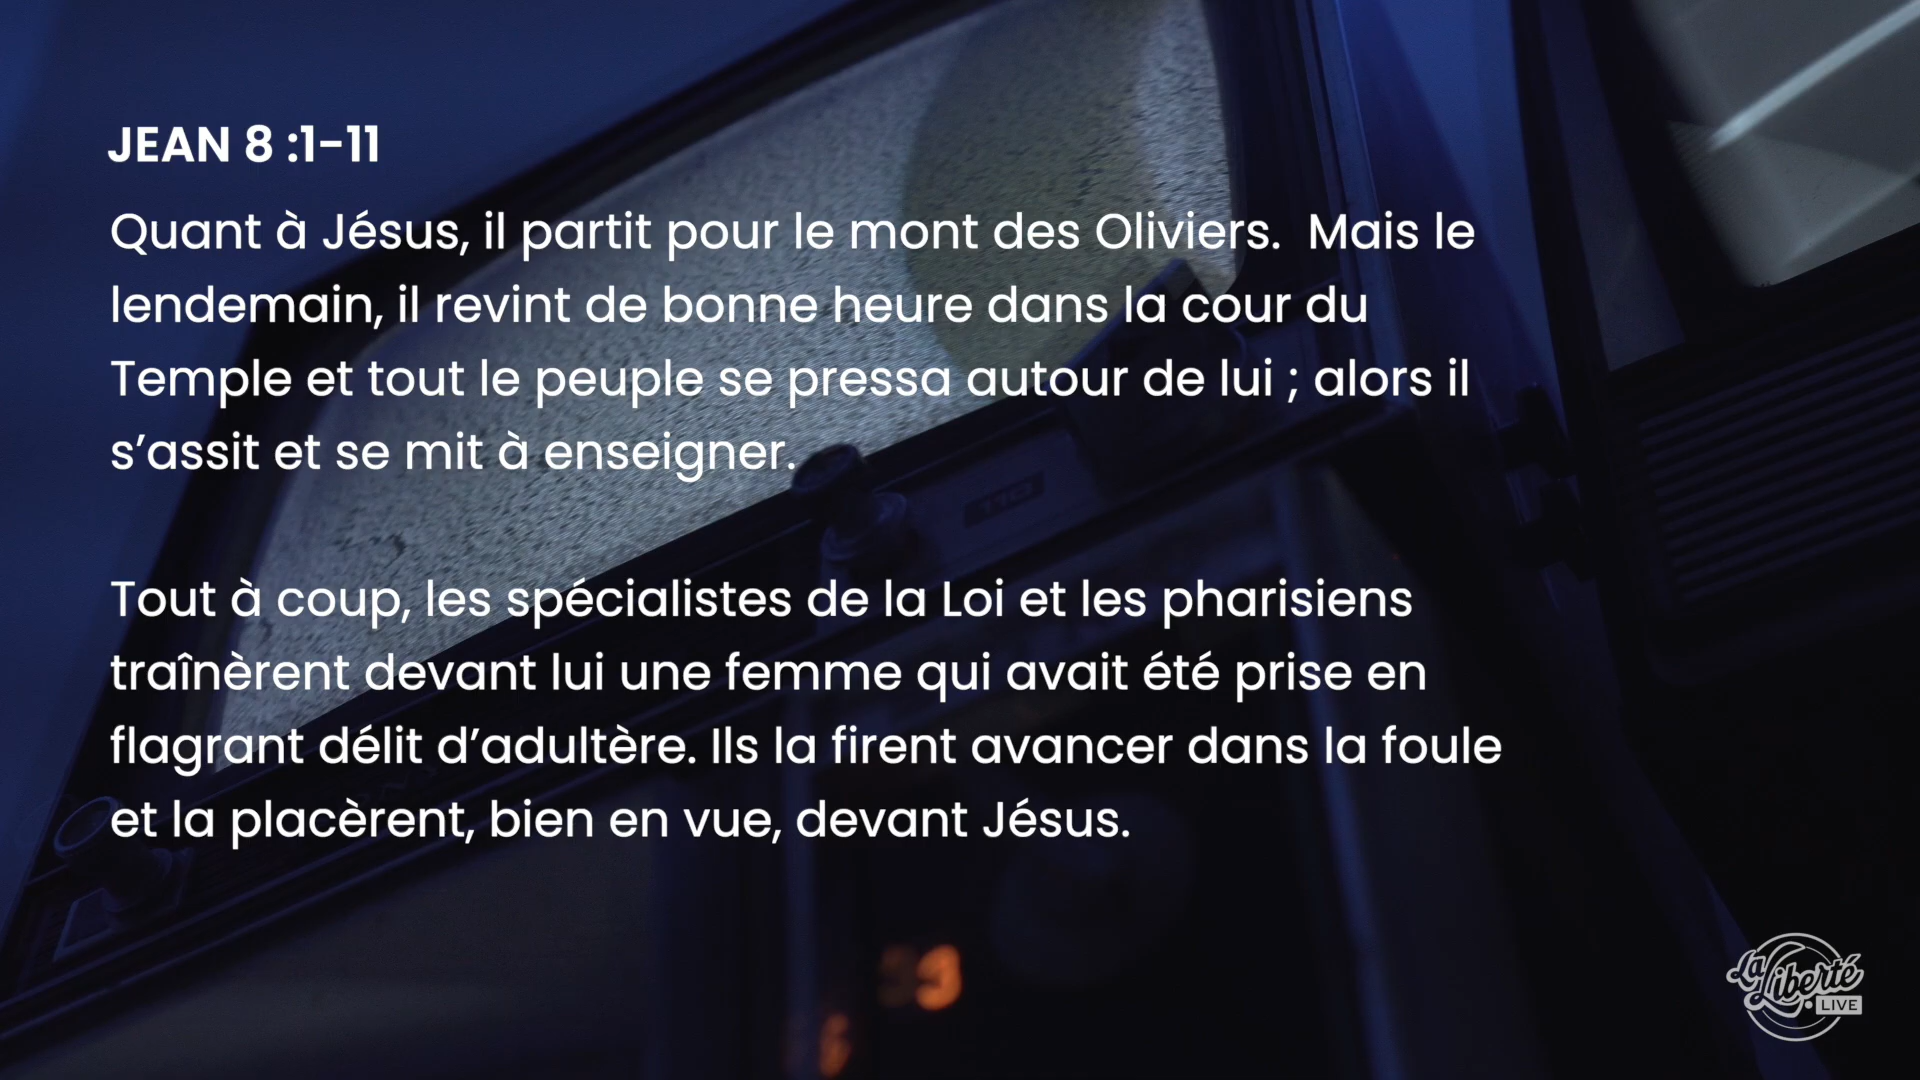 JEAN 8 :1-11
Quant à Jésus, il partit pour le mont des Oliviers.  Mais le
lendemain, il revint de bonne heure dans la cour du
Temple et tout le peuple se pressa autour de lui ; alors il
s’assit et se mit à enseigner.
Tout à coup, les spécialistes de la Loi et les pharisiens
traînèrent devant lui une femme qui avait été prise en
flagrant délit d’adultère. Ils la firent avancer dans la foule
et la placèrent, bien en vue, devant Jésus.
La
Liberté
LIVE